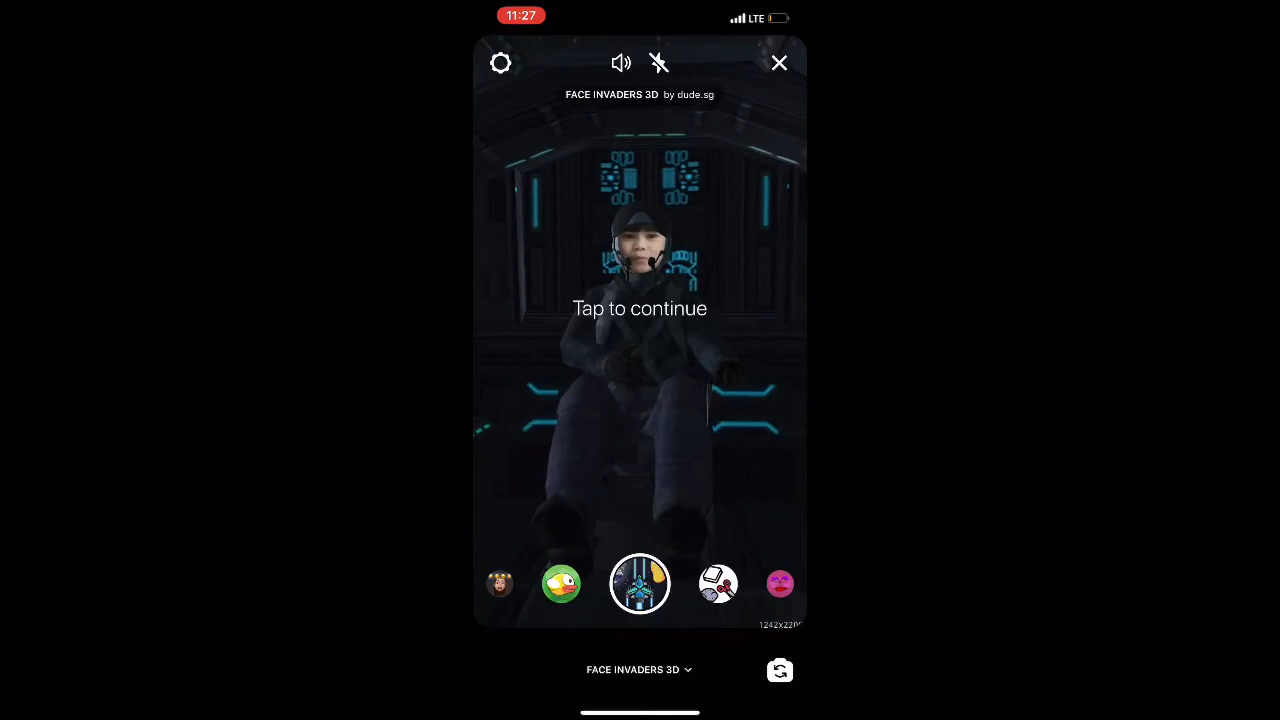 11:27
LTE
FACE INVADERS 3D by dude.sg
Tap to continue
FACE INVADERS 3D